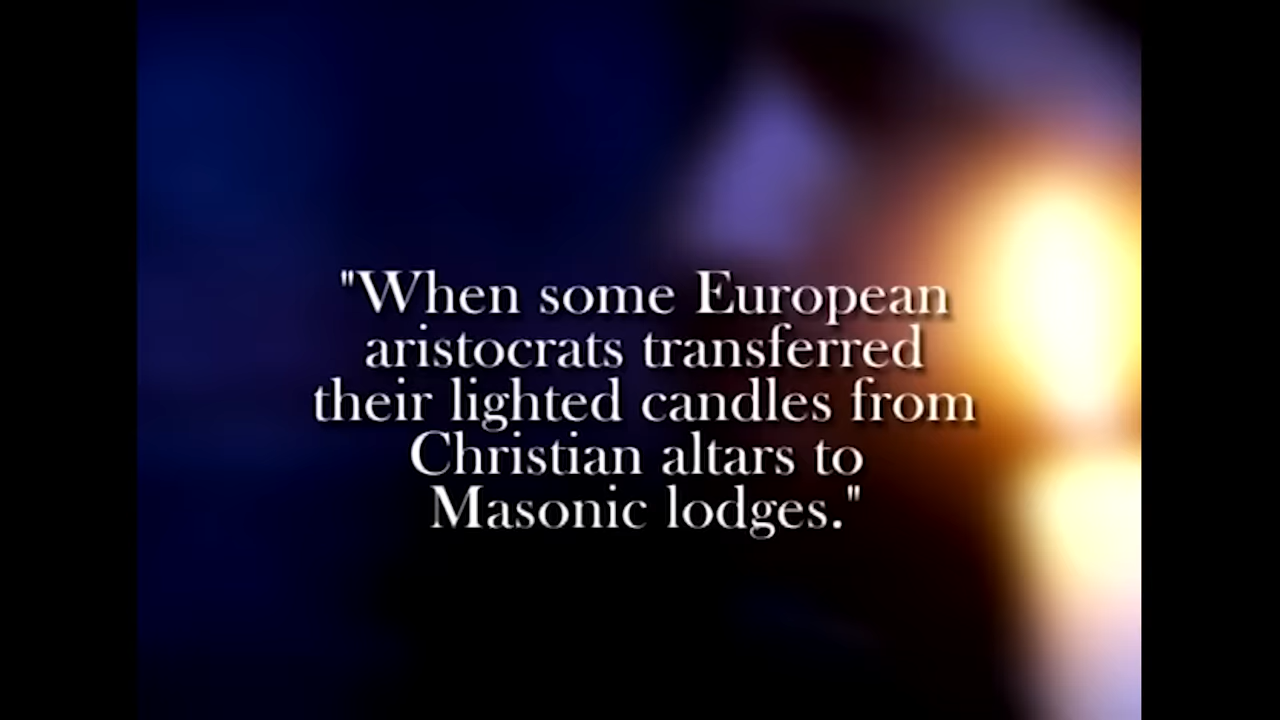 "When some European
aristocrats transferred
their lighted candles from
Christian altars to
Masonic lodges."